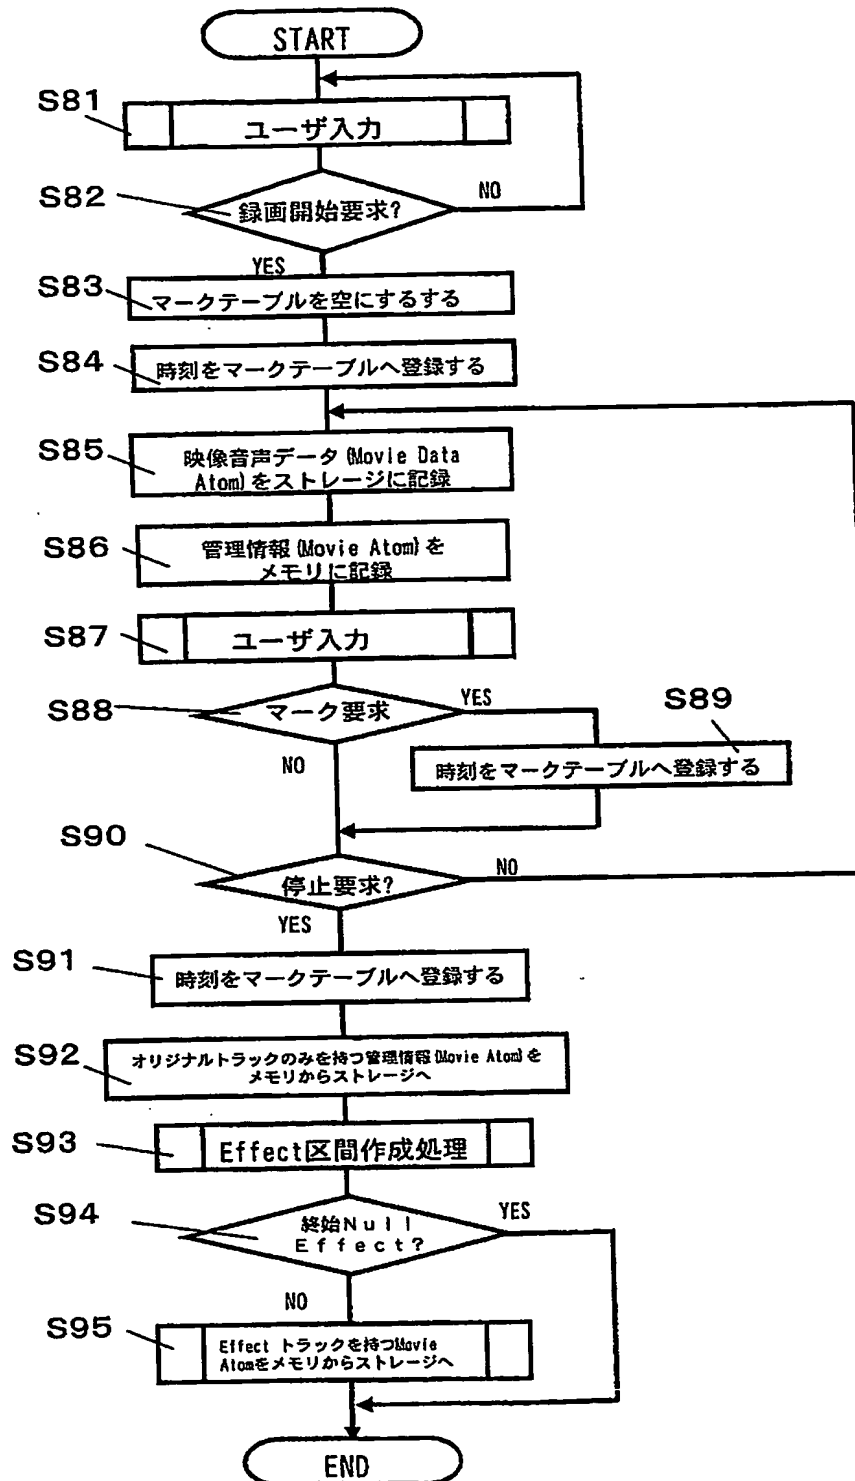 START
S81
ユーザ入力
S82
録画開始要求?
NO
YES
S83
マークテーブルを空にするする
S84
時刻をマークテーブルへ登録する
S85
映像音声データ(Movie Data
Atom)をストレージに記録
S86
管理情報(Movie Atom)を
メモリに記録
S87
ユーザ入力
S88
マーク要求
YES
S89
NO
時刻をマークテーブルへ登録する
S90
停止要求?
NO
YES
S91
時刻をマークテーブルへ登録する
S92
オリジナルトラックのみを持つ管理情報(Movie Atom)を
メモリからストレージへ
S93
Effect区間作成処理
S94
終始Null
Effect?
YES
NO
S95
Effect トラックを持つMovie
Atomをメモリからストレージへ
END